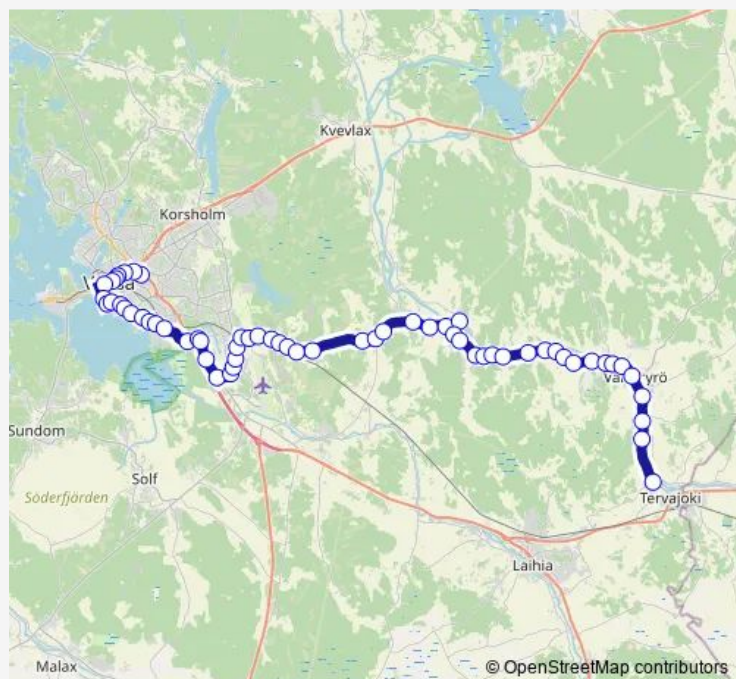 Kvevlax
Korsholm
Sundom
Solf
Söderfjärden
Tervajoki
Laihia
Malax
© OpenStreetMap contributors